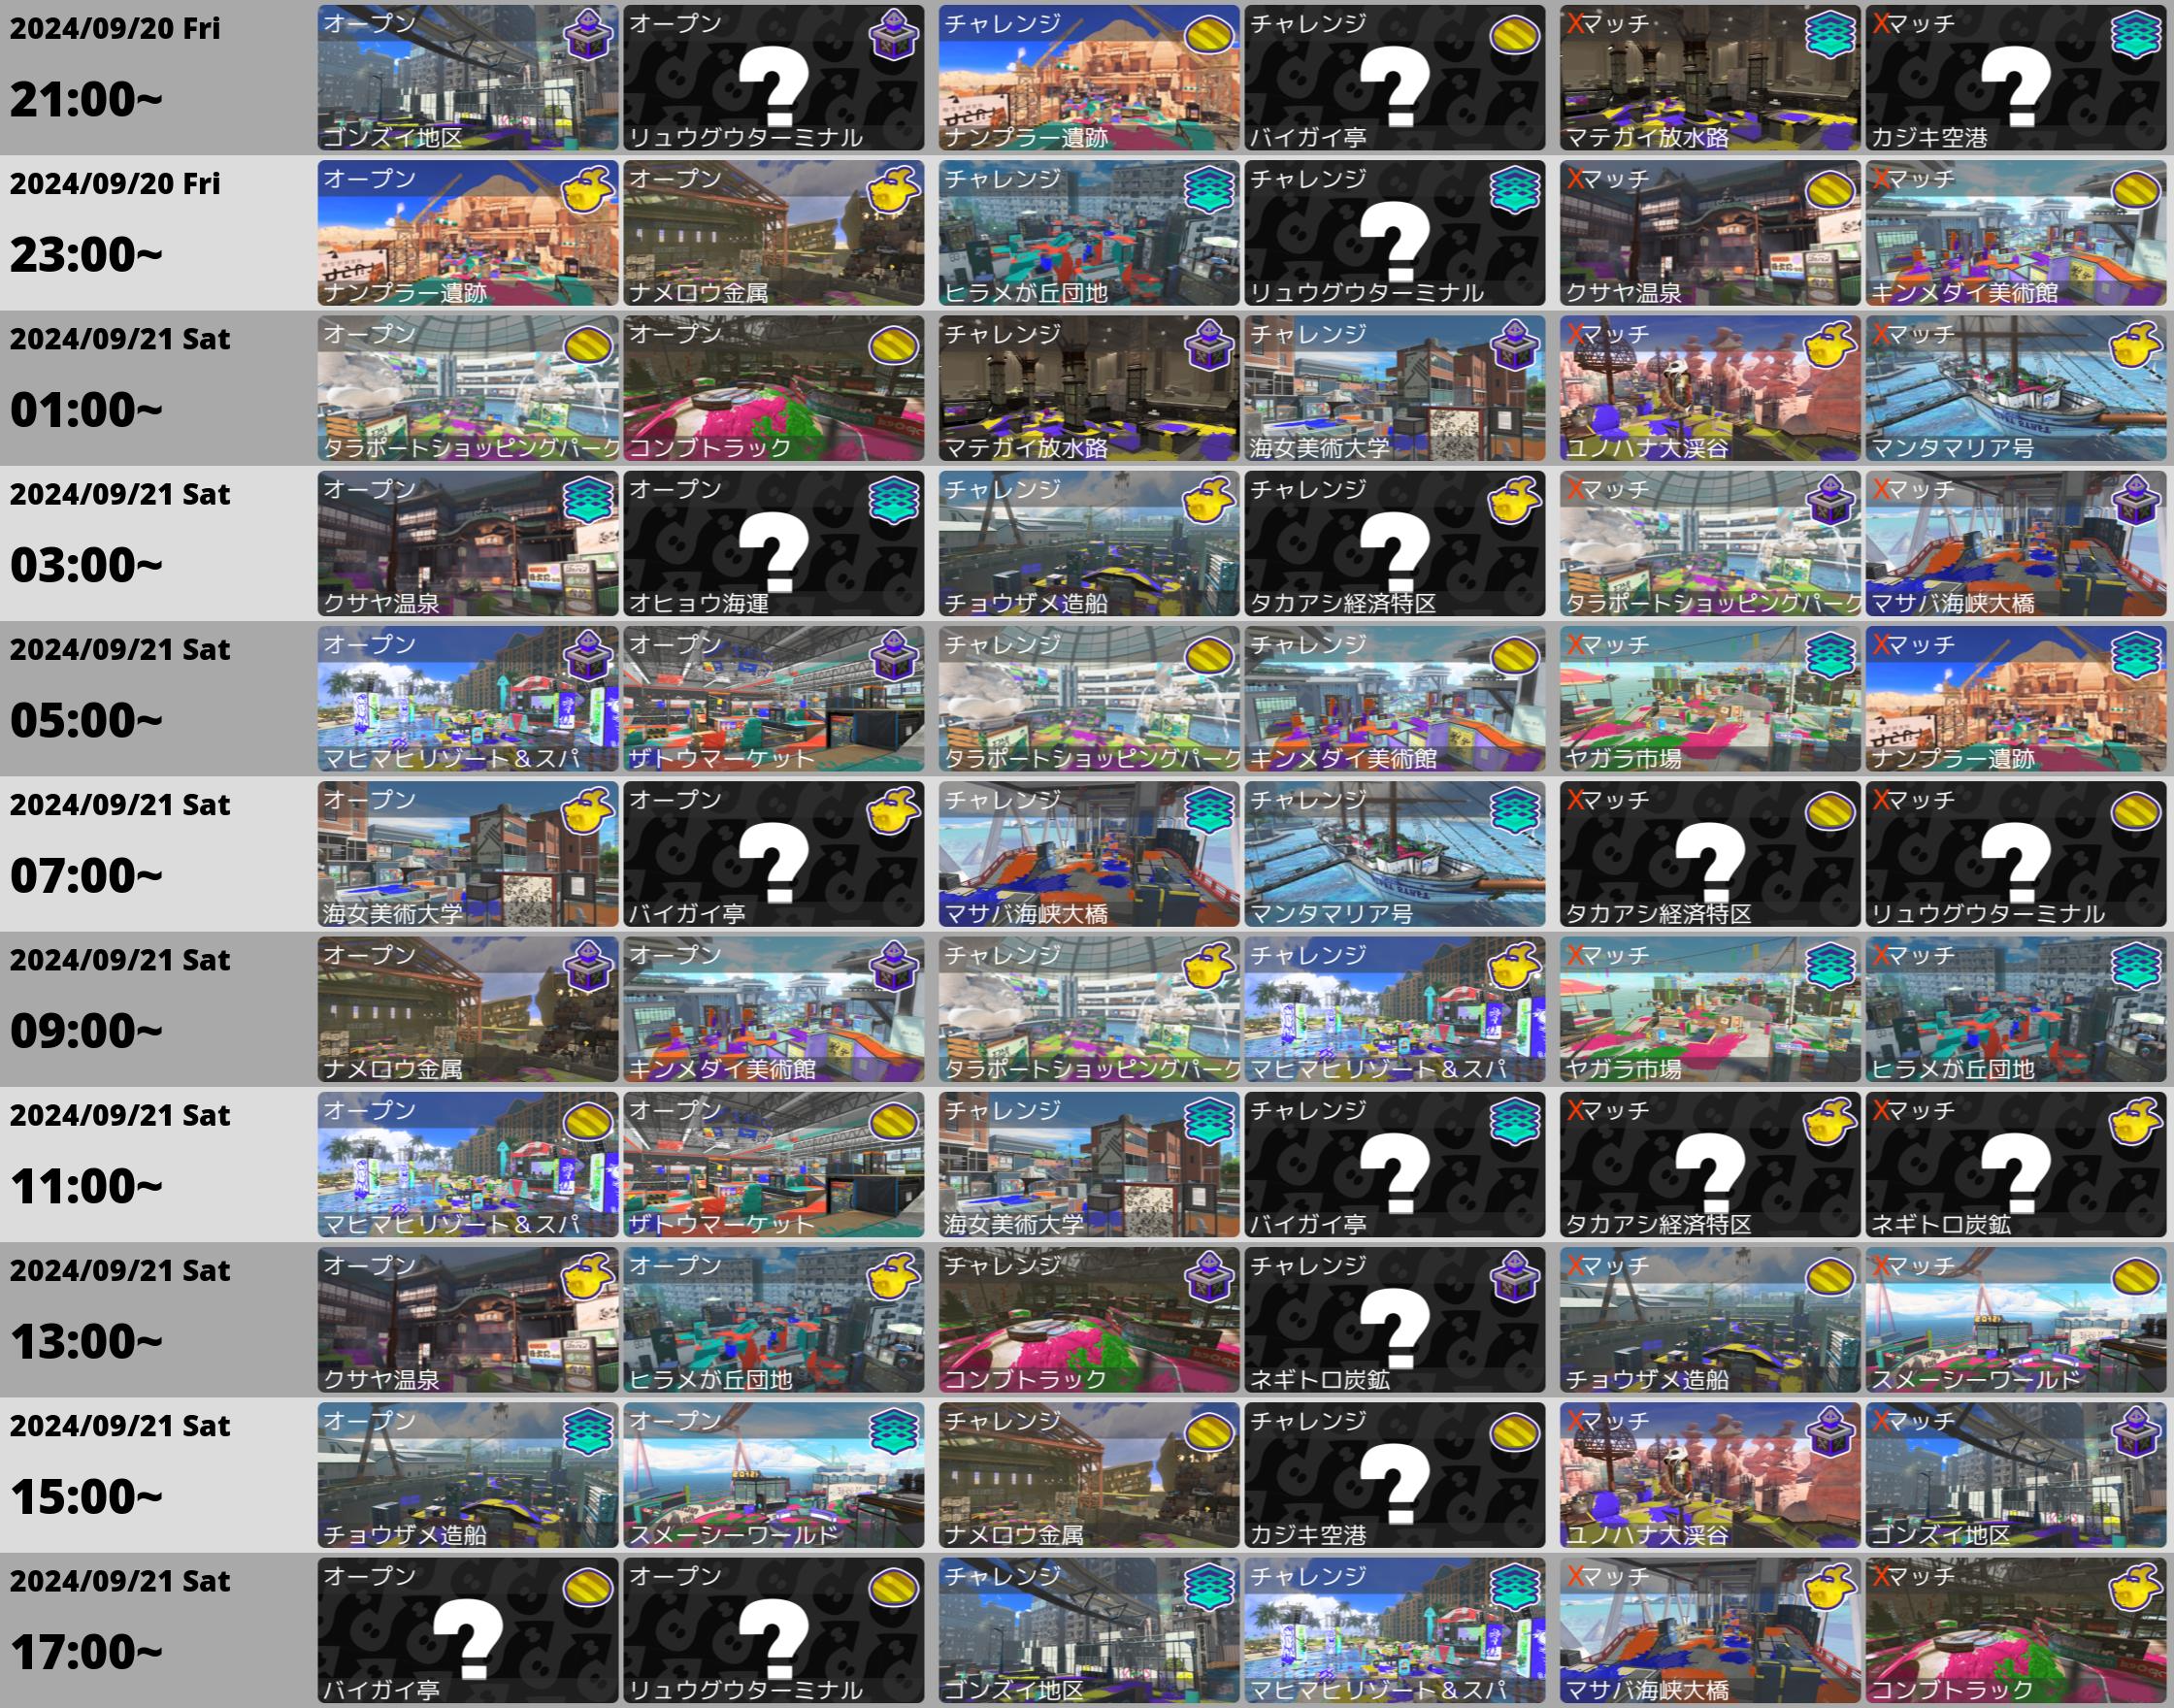 2024/09/20 Fri
21:00~
オープン
ゴンズイ地区
オープン
リュウグウターミナル
チャレンジ
ナンプラー遺跡
チャレンジ
バイガイ亭
Xマッチ
マテガイ放水路
Xマッチ
カジキ空港
2024/09/20 Fri
23:00~
オープン
ナンプラー遺跡
オープン
ナメロウ金属
チャレンジ
ヒラメが丘団地
チャレンジ
リュウグウターミナル
Xマッチ
クサヤ温泉
Xマッチ
キンメダイ美術館
2024/09/21 Sat
01:00~
オープン
タラポートショッピングパーク
オープン
コンブトラック
チャレンジ
マテガイ放水路
チャレンジ
海女美術大学
Xマッチ
ユノハナ大渓谷
Xマッチ
マンタマリア号
2024/09/21 Sat
03:00~
オープン
クサヤ温泉
オープン
オヒョウ海運
チャレンジ
チョウザメ造船
チャレンジ
タカアシ経済特区
Xマッチ
タラポートショッピングパーク
Xマッチ
マサバ海峡大橋
2024/09/21 Sat
05:00~
オープン
マヒマヒリゾート＆スパ
オープン
ザトウマーケット
チャレンジ
タラポートショッピングパーク
チャレンジ
キンメダイ美術館
Xマッチ
ヤガラ市場
Xマッチ
ナンプラー遺跡
2024/09/21 Sat
07:00~
オープン
海女美術大学
オープン
バイガイ亭
チャレンジ
マサバ海峡大橋
チャレンジ
マンタマリア号
Xマッチ
タカアシ経済特区
Xマッチ
リュウグウターミナル
2024/09/21 Sat
09:00~
オープン
ナメロウ金属
オープン
キンメダイ美術館
チャレンジ
タラポートショッピングパーク
チャレンジ
マヒマヒリゾート＆スパ
Xマッチ
ヤガラ市場
Xマッチ
ヒラメが丘団地
2024/09/21 Sat
11:00~
オープン
マヒマヒリゾート＆スパ
オープン
ザトウマーケット
チャレンジ
海女美術大学
チャレンジ
バイガイ亭
Xマッチ
タカアシ経済特区
Xマッチ
ネギトロ炭鉱
2024/09/21 Sat
13:00~
オープン
クサヤ温泉
オープン
ヒラメが丘団地
チャレンジ
コンブトラック
チャレンジ
ネギトロ炭鉱
Xマッチ
チョウザメ造船
Xマッチ
スメーシーワールド
2024/09/21 Sat
15:00~
オープン
チョウザメ造船
オープン
スメーシーワールド
チャレンジ
ナメロウ金属
チャレンジ
カジキ空港
Xマッチ
ユノハナ大渓谷
Xマッチ
ゴンズイ地区
2024/09/21 Sat
17:00~
オープン
バイガイ亭
オープン
リュウグウターミナル
チャレンジ
ゴンズイ地区
チャレンジ
マヒマヒリゾート＆スパ
Xマッチ
マサバ海峡大橋
Xマッチ
コンブトラック